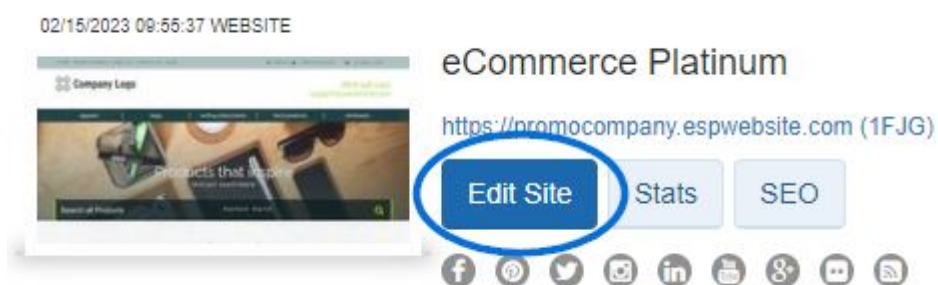 02/15/2023 09:55:37 WEBSITE
eCommerce Platinum
https://promocompany.espwebsite.com (1FJG)
Edit Site
Stats
SEO
Company Logo
Products that inspire
Search all Products